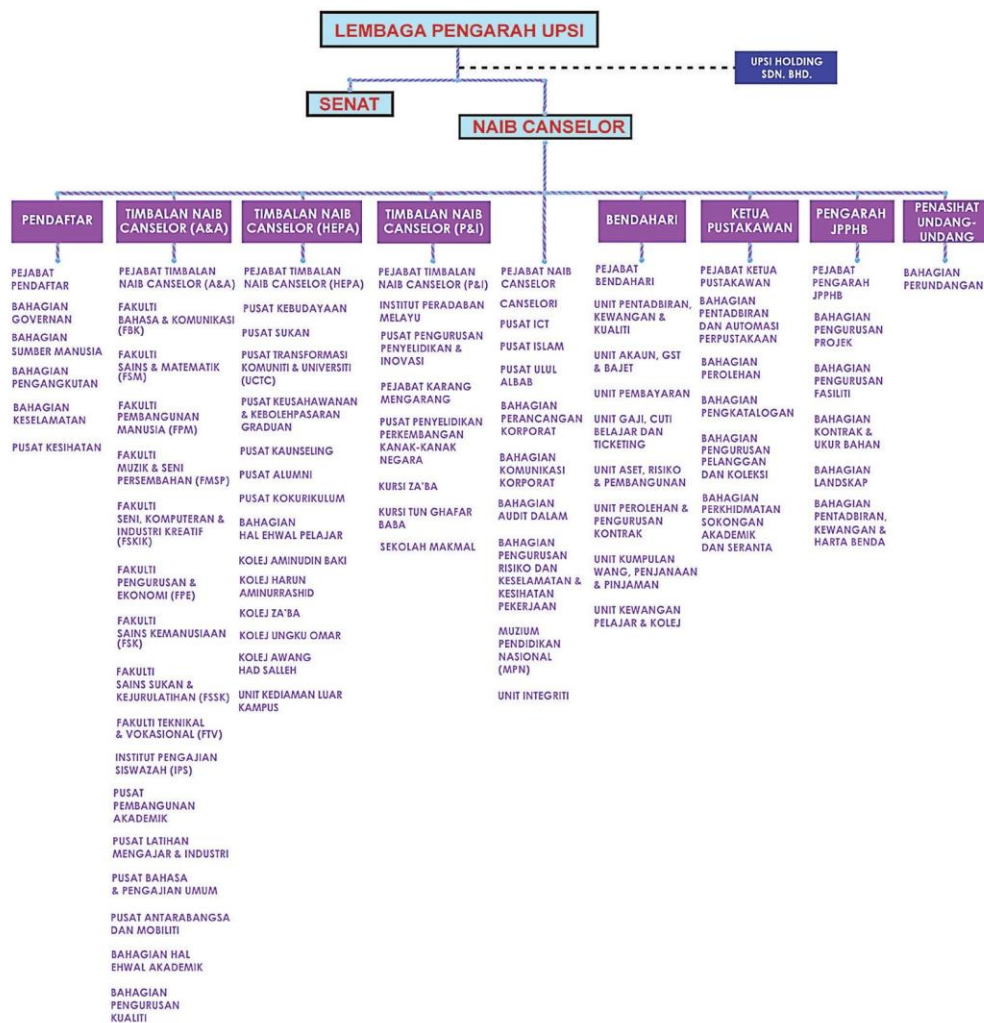 LEMBAGA PENGARAH UPSI
UPSI HOLDING
SDN. BHD.
SENAT
NAIB CANSELOR
PENDAFTAR
PEJABAT
PENDAFTAR
BAHAGIAN
GOVERNAN
BAHAGIAN
SUMBER MANUSIA
BAHAGIAN
PENGANGKUTAN
BAHAGIAN
KESELAMATAN
PUSAT KESIHATAN
TIMBALAN NAIB
CANSELOR (A&A)
PEJABAT TIMBALAN
NAIB CANSELOR (A&A)
FAKULTI
BAHASA & KOMUNIKASI
(FBK)
FAKULTI
SAINS & MATEMATIK
(FSM)
FAKULTI
PEMBANGUNAN
MANUSIA (FPM)
FAKULTI
MUZIK & SENI
PERSEMBAHAN (FMSP)
FAKULTI
SENI, KOMPUTERAN &
INDUSTRI KREATIF
(FSKIK)
FAKULTI
PENGURUSAN &
EKONOMI (FPE)
FAKULTI
SAINS KEMANUSIAAN
(FSK)
FAKULTI
SAINS SUKAN &
KEJURULATIHAN (FSSK)
FAKULTI TEKNIKAL
& VOKASIONAL (FTV)
INSTITUT PENGAJIAN
SISWAZAH (IPS)
PUSAT
PEMBANGUNAN
AKADEMIK
PUSAT LATIHAN
MENGAJAR & INDUSTRI
PUSAT BAHASA
& PENGAJIAN UMUM
PUSAT ANTARABANGSA
DAN MOBILITI
BAHAGIAN HAL
EHWAL AKADEMIK
BAHAGIAN
PENGURUSAN
KUALITI
TIMBALAN NAIB
CANSELOR (HEPA)
PEJABAT TIMBALAN
NAIB CANSELOR (HEPA)
PUSAT KEBUDAYAAN
PUSAT SUKAN
PUSAT TRANSFORMASI
KOMUNITI & UNIVERSITI
(UCTC)
PUSAT KEUSAHAWANAN
& KEBOLEHPASARAN
GRADUAN
PUSAT KAUNSELING
PUSAT ALUMNI
PUSAT KOKURIKULUM
BAHAGIAN
HAL EHWAL PELAJAR
KOLEJ AMINUDIN BAKI
KOLEJ HARUN
AMINURRASHID
KOLEJ ZA'BA
KOLEJ UNGKU OMAR
KOLEJ AWANG
HAD SALLEH
UNIT KEDIAMAN LUAR
KAMPUS
TIMBALAN NAIB
CANSELOR (P&I)
PEJABAT TIMBALAN
NAIB CANSELOR (P&I)
INSTITUT PERADABAN
MELAYU
PUSAT PENGURUSAN
PENYELIDIKAN &
INOVASI
PEJABAT KARANG
MENGARANG
PUSAT PENYELIDIKAN
PERKEMBANGAN
KANAK-KANAK
NEGARA
KURSI ZA'BA
KURSI TUN GHAFAR
BABA
SEKOLAH MAKMAL
PEJABAT NAIB
CANSELOR
CANSELORI
PUSAT ICT
PUSAT ISLAM
PUSAT ULUL
ALBAB
BAHAGIAN
PERANCANGAN
KORPORAT
BAHAGIAN
KOMUNIKASI
KORPORAT
BAHAGIAN
AUDIT DALAM
BAHAGIAN
PENGURUSAN
RISIKO DAN
KESELAMATAN &
KESIHATAN
PEKERJAAN
MUZIUM
PENDIDIKAN
NASIONAL
(MPN)
UNIT INTEGRITI
BENDAHARI
PEJABAT
BENDAHARI
UNIT PENTADBIRAN,
KEWANGAN &
KUALITI
UNIT AKAUN, GST
& BAJET
UNIT PEMBAYARAN
UNIT GAJI, CUTI
BELAJAR DAN
TICKETING
UNIT ASET, RISIKO
& PEMBANGUNAN
UNIT PEROLEHAN &
PENGURUSAN
KONTRAK
UNIT KUMPULAN
WANG, PENJANAAN
& PINJAMAN
UNIT KEWANGAN
PELAJAR & KOLEJ
KETUA
PUSTAKAWAN
PEJABAT KETUA
PUSTAKAWAN
BAHAGIAN
PENTADBIRAN
DAN AUTOMASI
PERPUSTAKAAN
BAHAGIAN
PEROLEHAN
BAHAGIAN
PENGKATALOGAN
BAHAGIAN
PENGURUSAN
PELANGGAN
DAN KOLEKSI
BAHAGIAN
PERKHIDMATAN
SOKONGAN
AKADEMIK
DAN SERANTA
PENGARAH
JPPHB
PEJABAT
PENGARAH
JPPHB
BAHAGIAN
PENGURUSAN
PROJEK
BAHAGIAN
PENGURUSAN
FASILITI
BAHAGIAN
KONTRAK &
UKUR BAHAN
BAHAGIAN
LANDSKAP
BAHAGIAN
PENTADBIRAN,
KEWANGAN &
HARTA BENDA
PENASIHAT
UNDANG-
UNDANG
BAHAGIAN
PERUNDANGAN